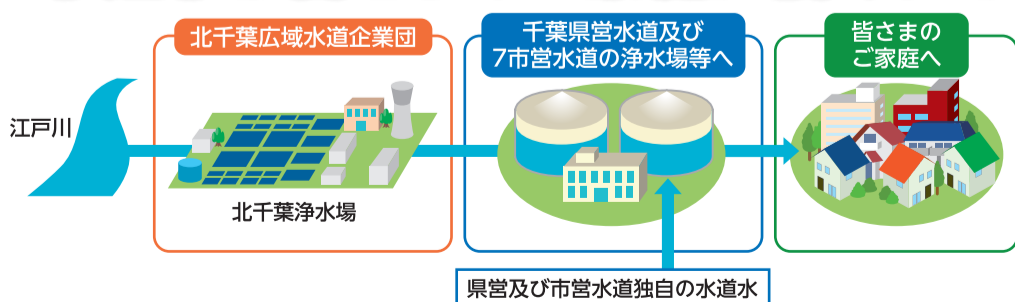 北千葉広域水道企業団
千葉県営水道及び
7市営水道の浄水場等へ
皆さまの
ご家庭へ
江戸川
北千葉浄水場
県営及び市営水道独自の水道水